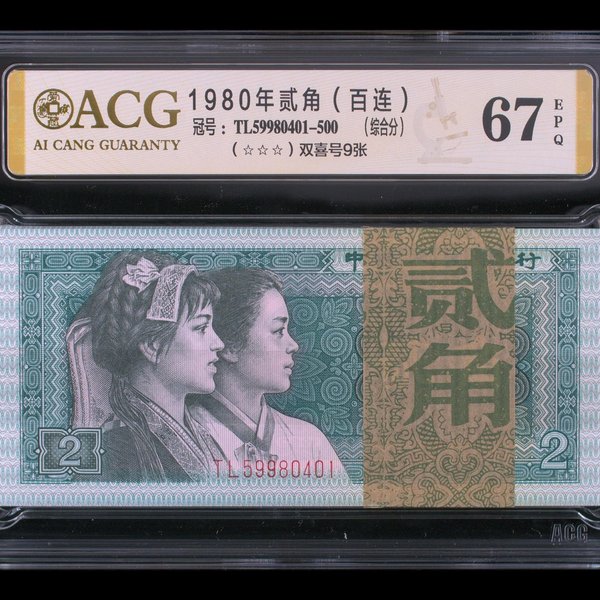 ACG
AI CANG GUARANTY
1980年贰角（百连）
冠号：TL59980401-500 （综合分）
（☆☆☆）双喜号9张
67
EPQ
中
行
贰角
2
TL59980401
2
ACG